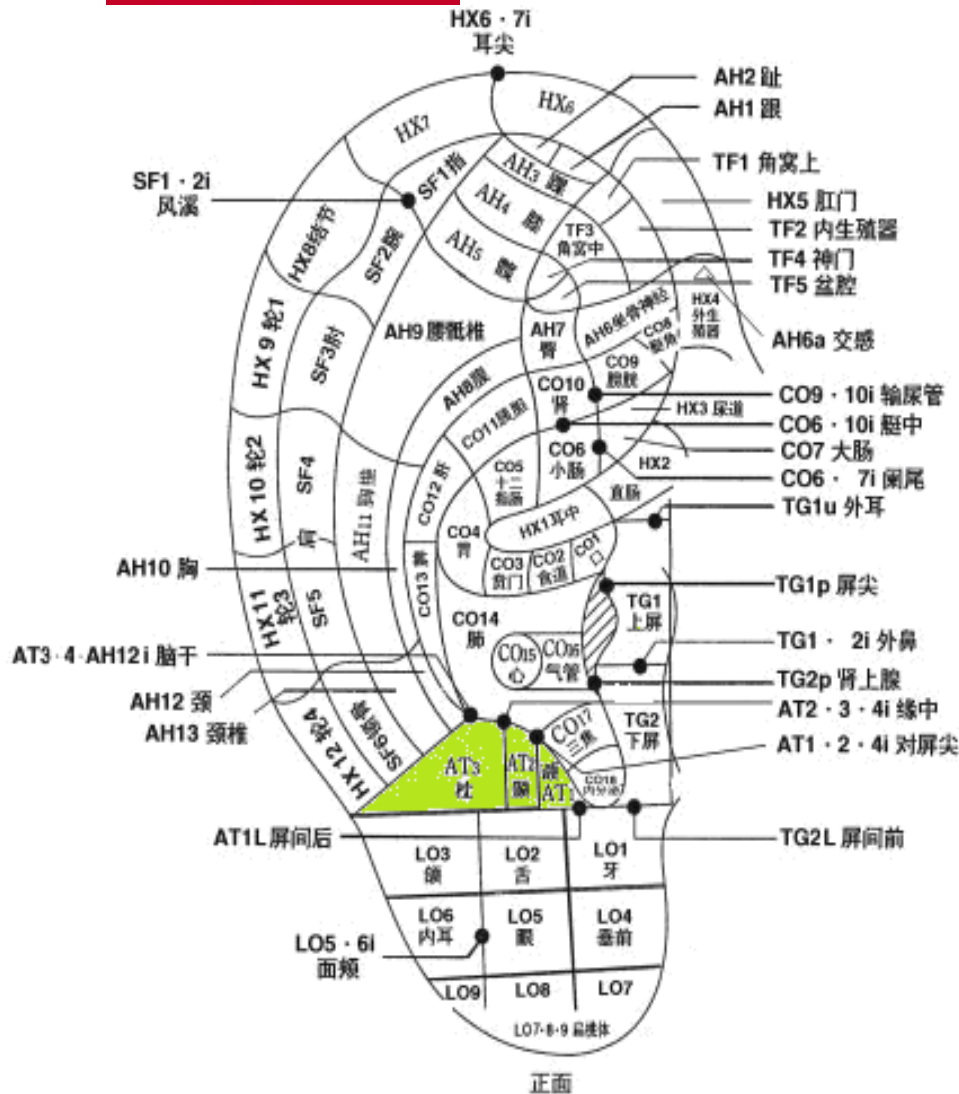 HX6·7i
耳尖
AH2 趾
AH1 跟
HX6
HX7
TF1 角窝上
AH3 踝
SF1指
SF1·2i
风溪
HX5 肛门
AH4 膝
TF2 内生殖器
TF3
角窝中
HX8结节
SF2腕
AH5 髋
TF4 神门
TF5 盆腔
HX4
外生
殖器
AH6坐骨神经
AH6a 交感
HX 9 轮1
SF3肘
AH9 腰骶椎
AH7
臀
CO8
艇角
CO9
膀胱
AH8腹
CO10
肾
CO9·10i 输尿管
HX3 尿道
CO6·10i 艇中
CO11胰胆
CO7 大肠
HX 10 轮2
SF4
肩
CO6
小肠
HX2
直肠
CO6· 7i 阑尾
CO5
十二
指肠
CO12 肝
AH11 胸椎
TG1u 外耳
HX1耳中
CO4
胃
CO1
口
CO2
食道
CO3
贲门
AH10 胸
CO13 脾
TG1p 屏尖
HX11
轮3
SF5
TG1
上屏
CO14
肺
TG1· 2i 外鼻
AT3·4·AH12i 脑干
CO15
心
CO16
气管
TG2p 肾上腺
AH12 颈
AT2·3·4i 缘中
AH13 颈椎
HX 12 轮4
SF6锁骨
CO17
三焦
TG2
下屏
AT1·2·4i 对屏尖
AT3
枕
AT2
颞
额
AT1
CO18
内分泌
AT1L 屏间后
TG2L 屏间前
LO3
颌
LO2
舌
LO1
牙
LO6
内耳
LO5
眼
LO4
垂前
LO5·6i
面颊
LO9
LO8
LO7
LO7·8·9 扁桃体
正面